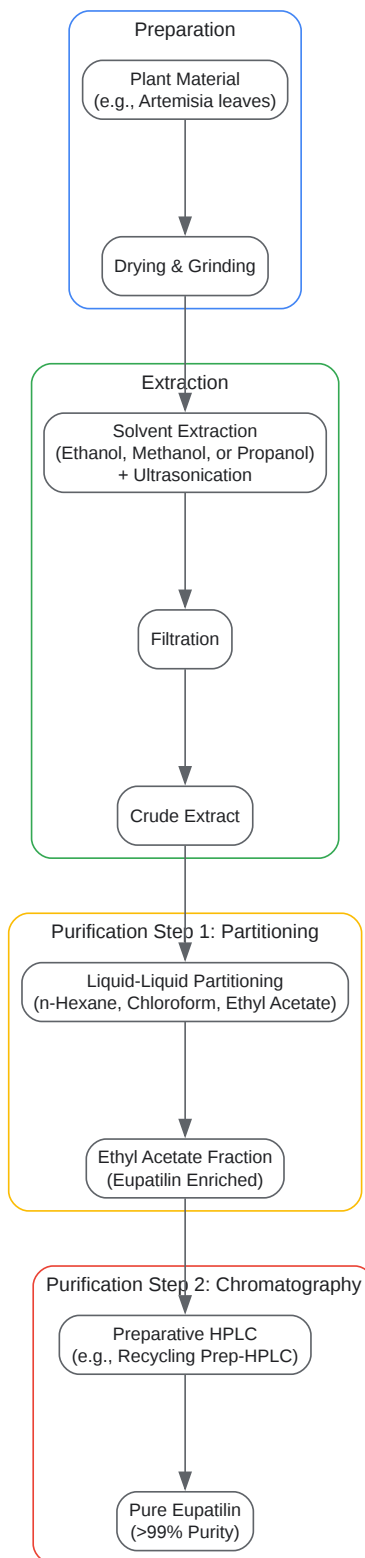 Preparation
Plant Material
(e.g., Artemisia leaves)
Drying & Grinding
Extraction
Solvent Extraction
(Ethanol, Methanol, or Propanol)
+ Ultrasonication
Filtration
Crude Extract
Purification Step 1: Partitioning
Liquid-Liquid Partitioning
(n-Hexane, Chloroform, Ethyl Acetate)
Ethyl Acetate Fraction
(Eupatilin Enriched)
Purification Step 2: Chromatography
Preparative HPLC
(e.g., Recycling Prep-HPLC)
Pure Eupatilin
(>99% Purity)